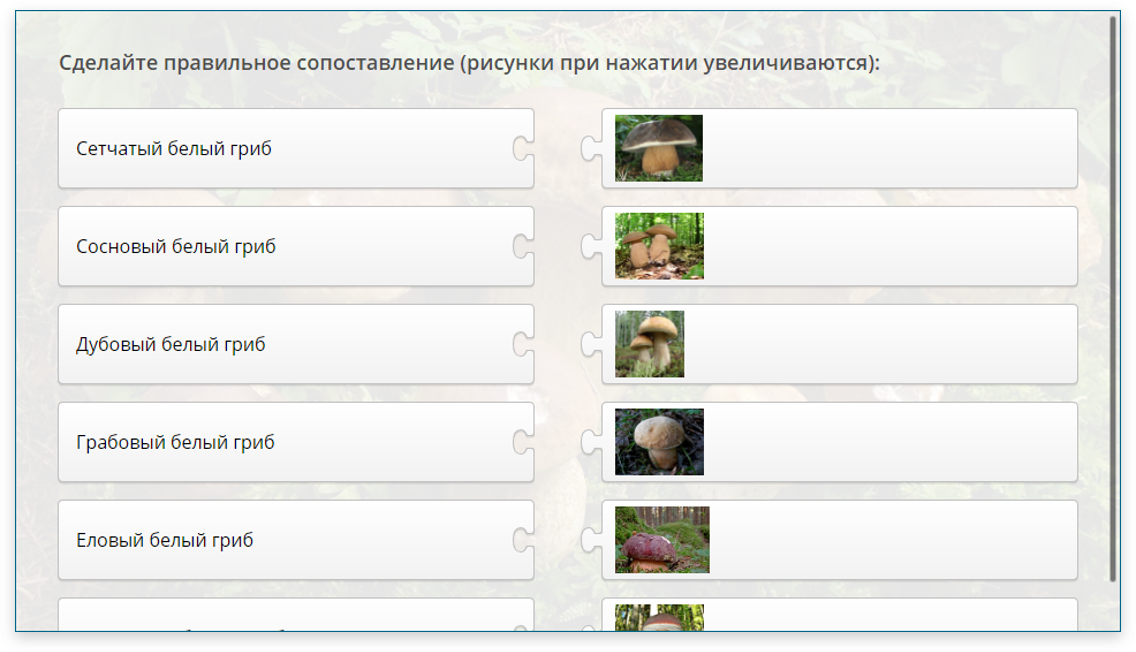 Сделайте правильное сопоставление (рисунки при нажатии увеличиваются):
Сетчатый белый гриб
Сосновый белый гриб
Дубовый белый гриб
Грабовый белый гриб
Еловый белый гриб